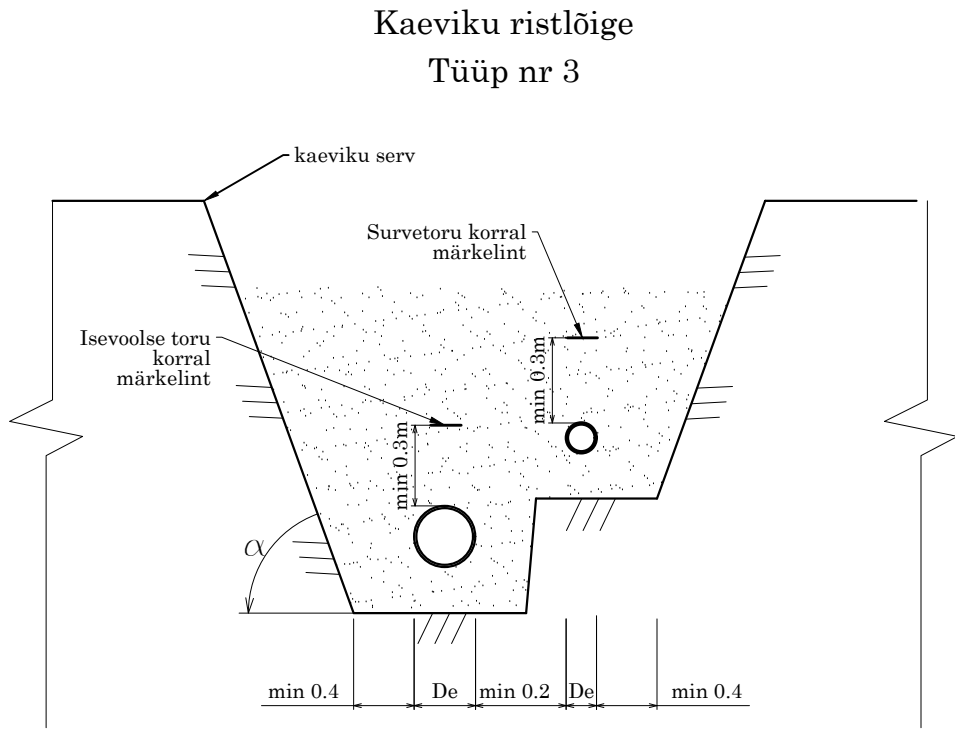 Kaeviku ristlõige
Tüüp nr 3
kaeviku serv
Survetoru korral
märkelint
Isevoolse toru
korral
märkelint
min 0.3m
min 0.3m
α
min 0.4
De
min 0.2
De
min 0.4